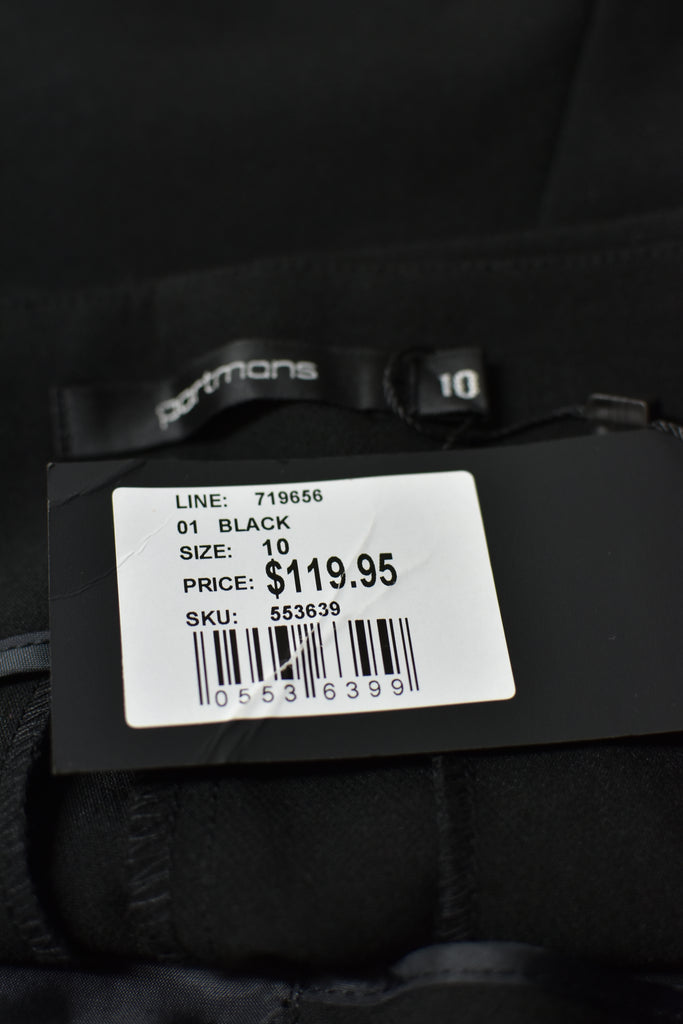 portmans
10
LINE: 719656
01 BLACK
SIZE: 10
PRICE: $119.95
SKU: 553639
0553 6399